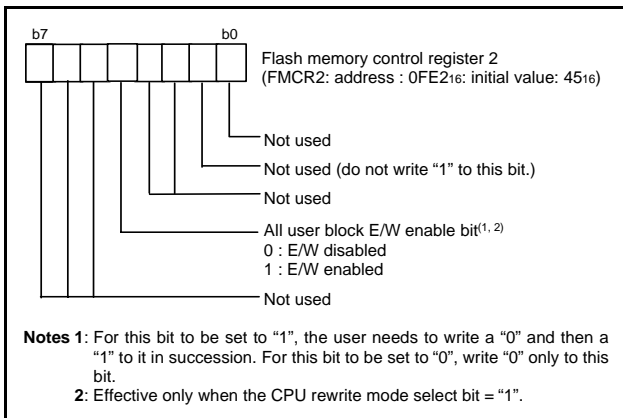 b7 b0
Flash memory control register 2
(FMCR2: address : 0FE216: initial value: 4516)
Not used
Not used (do not write “1” to this bit.)
Not used
All user block E/W enable bit(1, 2)
0 : E/W disabled
1 : E/W enabled
Not used
Notes 1: For this bit to be set to “1”, the user needs to write a “0” and then a
“1” to it in succession. For this bit to be set to “0”, write “0” only to this
bit.
2: Effective only when the CPU rewrite mode select bit = “1”.